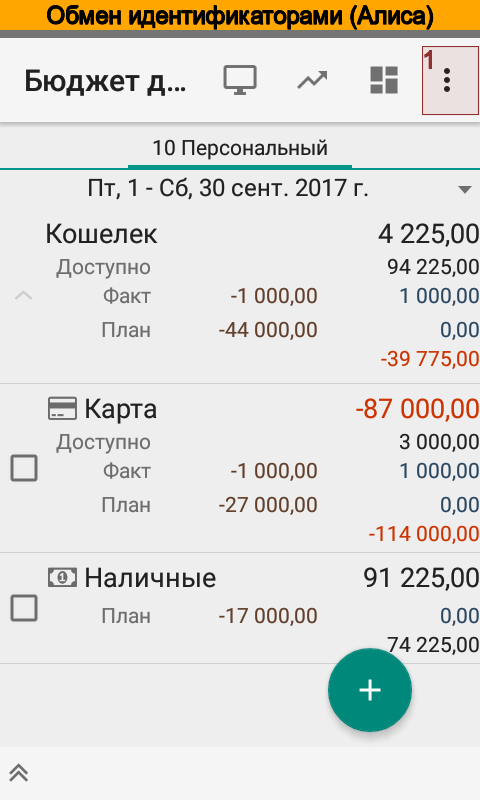 Обмен идентификаторами (Алиса)
Бюджет д...
1
10 Персональный
Пт, 1 - Сб, 30 сент. 2017 г.
Кошелек 4 225,00
Доступно 94 225,00
Факт -1 000,00 1 000,00
План -44 000,00 0,00
-39 775,00
Карта -87 000,00
Доступно 3 000,00
Факт -1 000,00 1 000,00
План -27 000,00 0,00
-114 000,00
Наличные 91 225,00
План -17 000,00 0,00
74 225,00